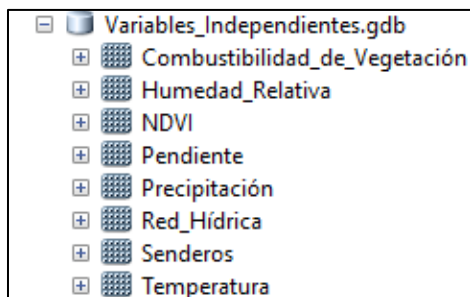 Variables_Independientes.gdb
Combustibilidad_de_Vegetación
Humedad_Relativa
NDVI
Pendiente
Precipitación
Red_Hídrica
Senderos
Temperatura